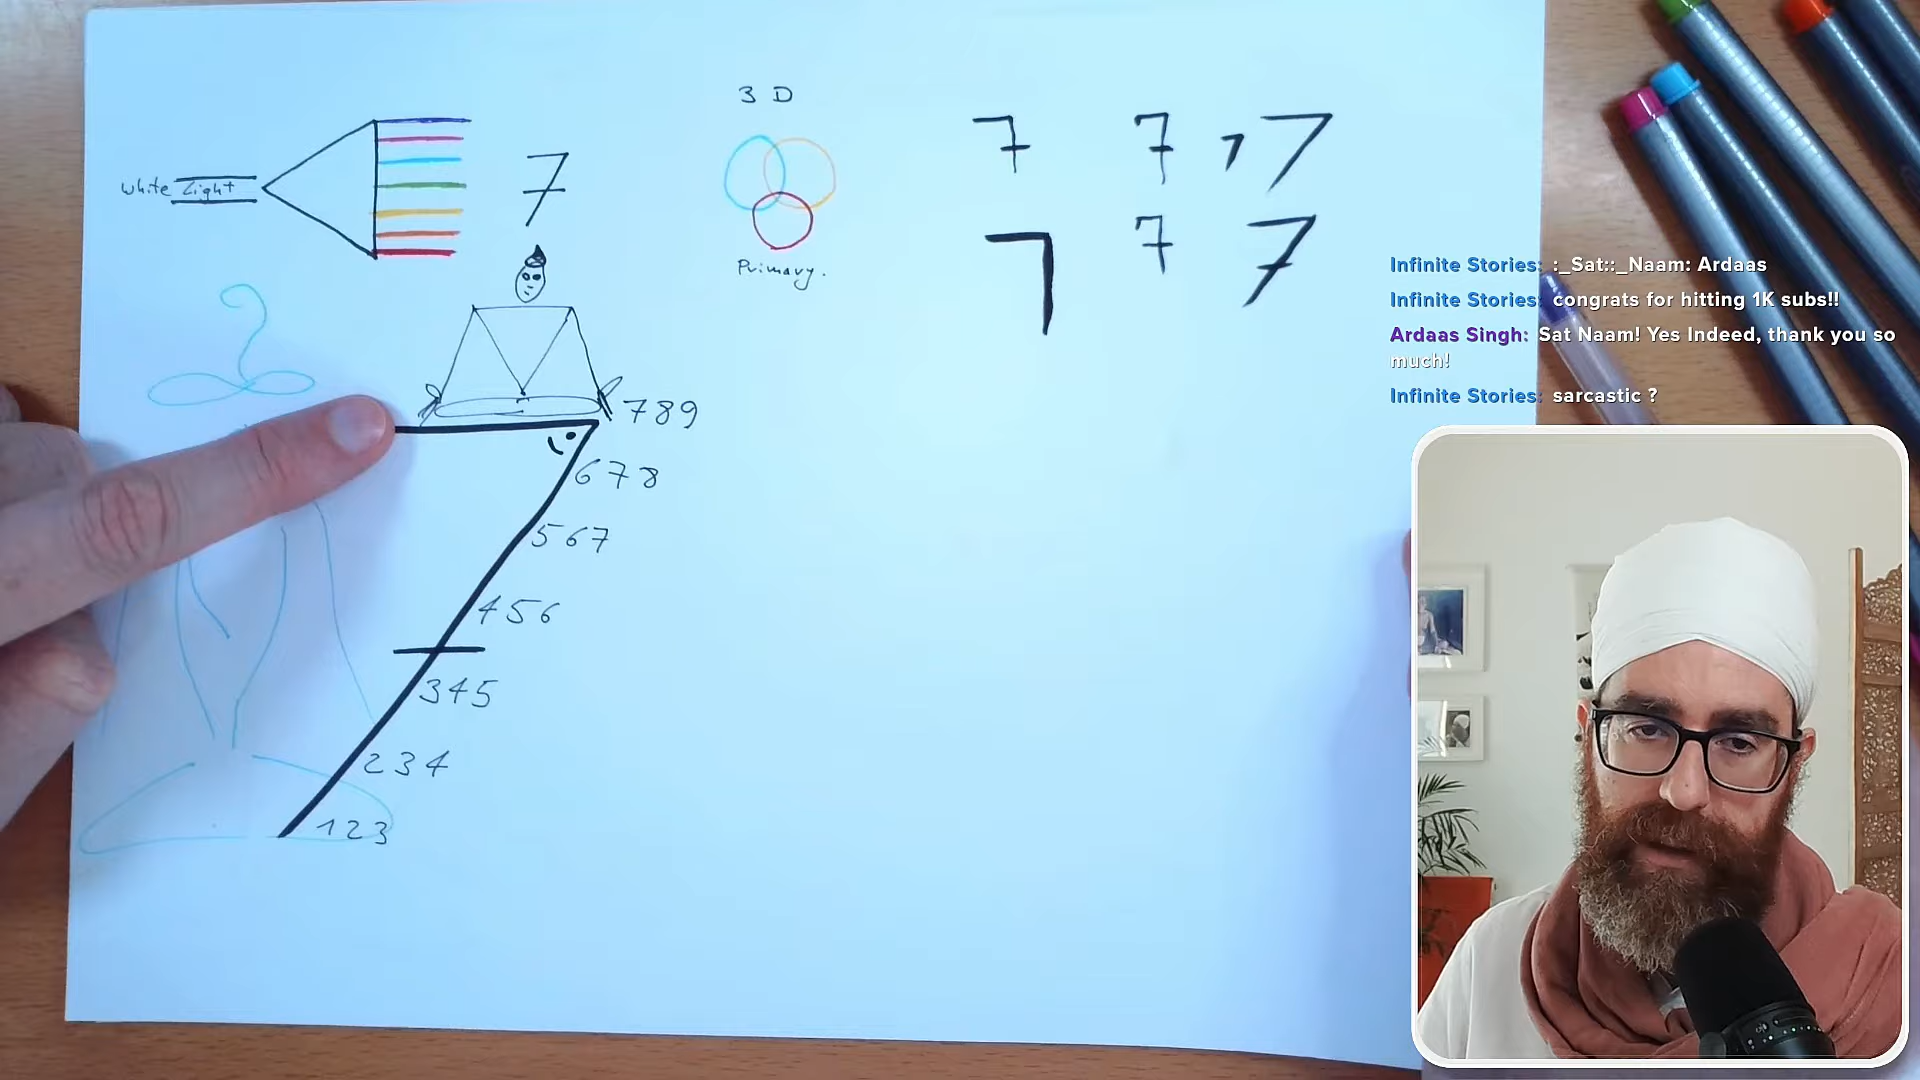 3 D
White Light
7
Primary.
7 7 , 7
7 7 7
789
678
567
456
345
234
123
Infinite Stories: :_Sat::_Naam: Ardaas
Infinite Stories: congrats for hitting 1K subs!!
Ardaas Singh: Sat Naam! Yes Indeed, thank you so
much!
Infinite Stories: sarcastic ?